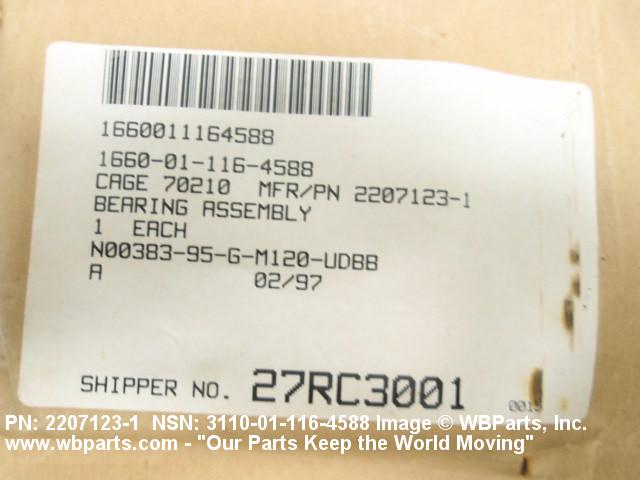 1660011164588
1660-01-116-4588
CAGE 70210 MFR/PN 2207123-1
BEARING ASSEMBLY
1 EACH
N00383-95-G-M120-UDBB
A 02/97
SHIPPER NO. 27RC3001
0015
PN: 2207123-1 NSN: 3110-01-116-4588 Image © WBParts, Inc.
www.wbparts.com - "Our Parts Keep the World Moving"